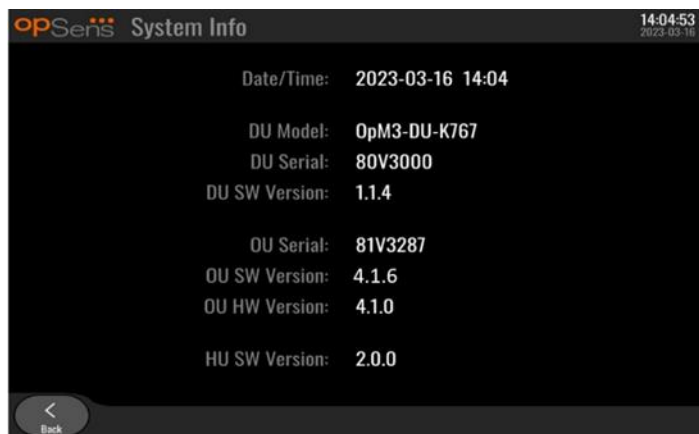 opSens System Info 14:04:53
2023-03-16
Date/Time: 2023-03-16 14:04
DU Model: OpM3-DU-K767
DU Serial: 80V3000
DU SW Version: 1.1.4
OU Serial: 81V3287
OU SW Version: 4.1.6
OU HW Version: 4.1.0
HU SW Version: 2.0.0
<
Back